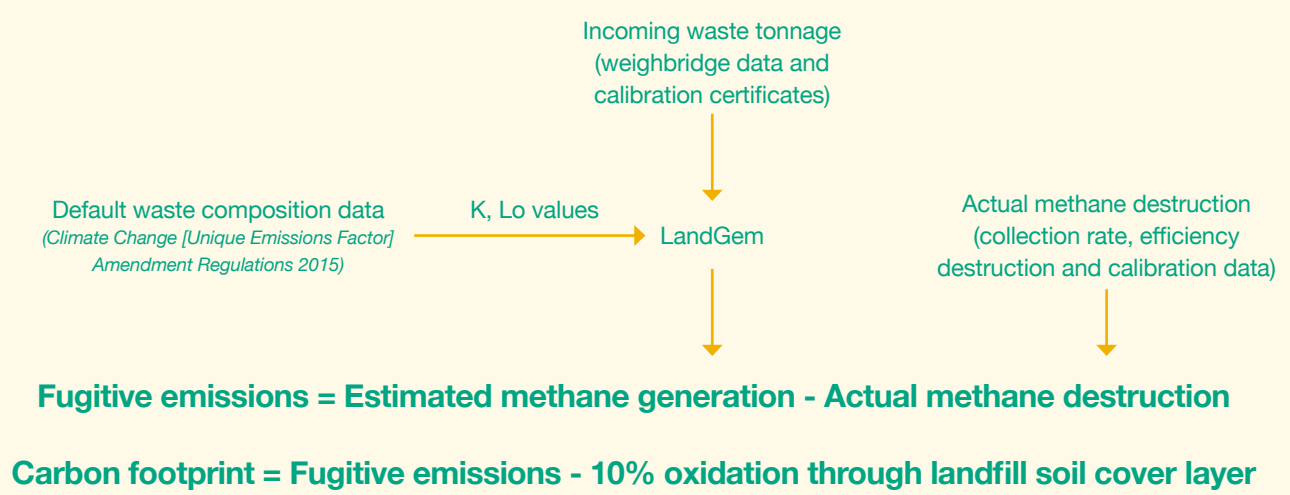 Incoming waste tonnage
(weighbridge data and
calibration certificates)
Default waste composition data
(Climate Change [Unique Emissions Factor]
Amendment Regulations 2015)
K, Lo values
LandGem
Actual methane destruction
(collection rate, efficiency
destruction and calibration data)
Fugitive emissions = Estimated methane generation - Actual methane destruction
Carbon footprint = Fugitive emissions - 10% oxidation through landfill soil cover layer